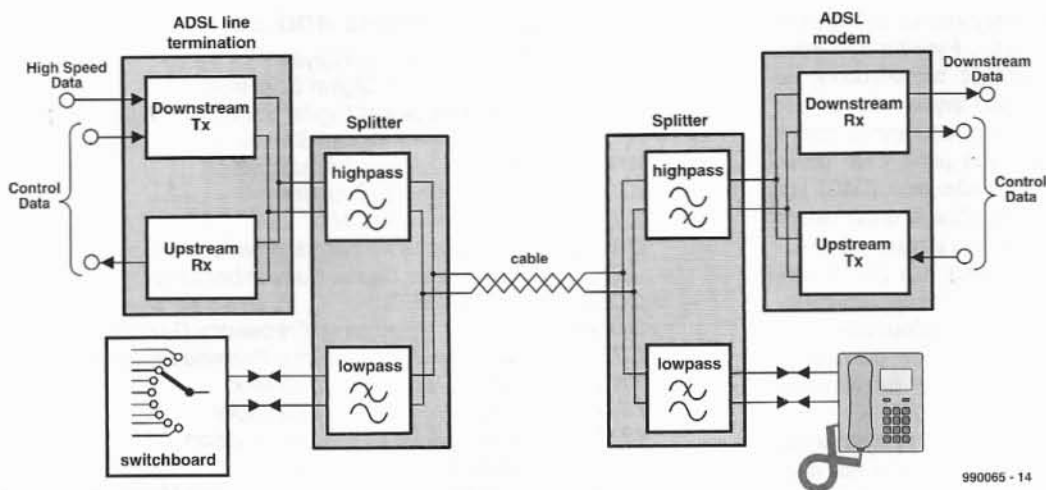 ADSL line
termination
ADSL
modem
High Speed
Data
Downstream
Data
Downstream
Tx
Downstream
Rx
Splitter
Splitter
highpass
highpass
Control
Data
Control
Data
Upstream
Rx
Upstream
Tx
cable
lowpass
lowpass
switchboard
990065 - 14